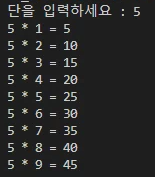 단을 입력하세요 : 5
5 * 1 = 5
5 * 2 = 10
5 * 3 = 15
5 * 4 = 20
5 * 5 = 25
5 * 6 = 30
5 * 7 = 35
5 * 8 = 40
5 * 9 = 45